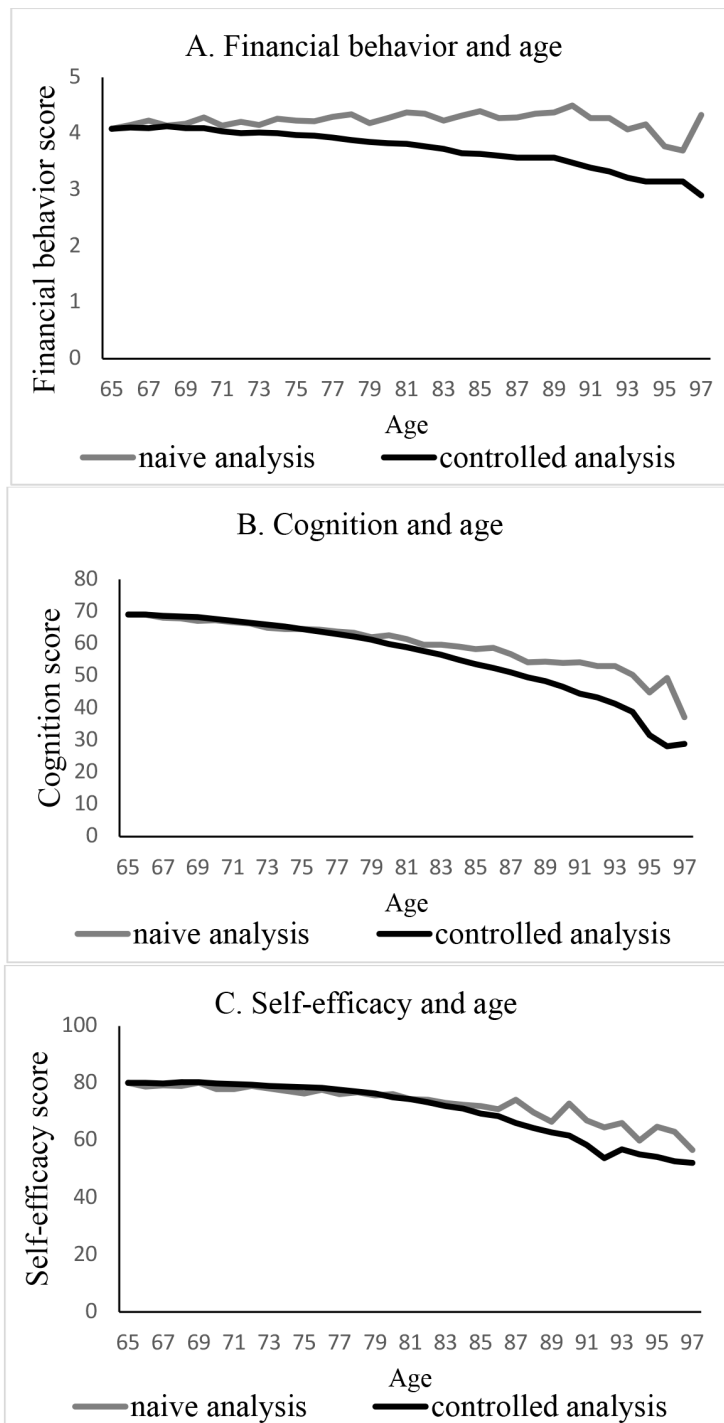 A. Financial behavior and age
Financial behavior score
5
4
3
2
1
0
65 67 69 71 73 75 77 79 81 83 85 87 89 91 93 95 97
Age
naive analysis controlled analysis
B. Cognition and age
Cognition score
80
70
60
50
40
30
20
10
0
65 67 69 71 73 75 77 79 81 83 85 87 89 91 93 95 97
Age
naive analysis controlled analysis
C. Self-efficacy and age
Self-efficacy score
100
80
60
40
20
0
65 67 69 71 73 75 77 79 81 83 85 87 89 91 93 95 97
Age
naive analysis controlled analysis